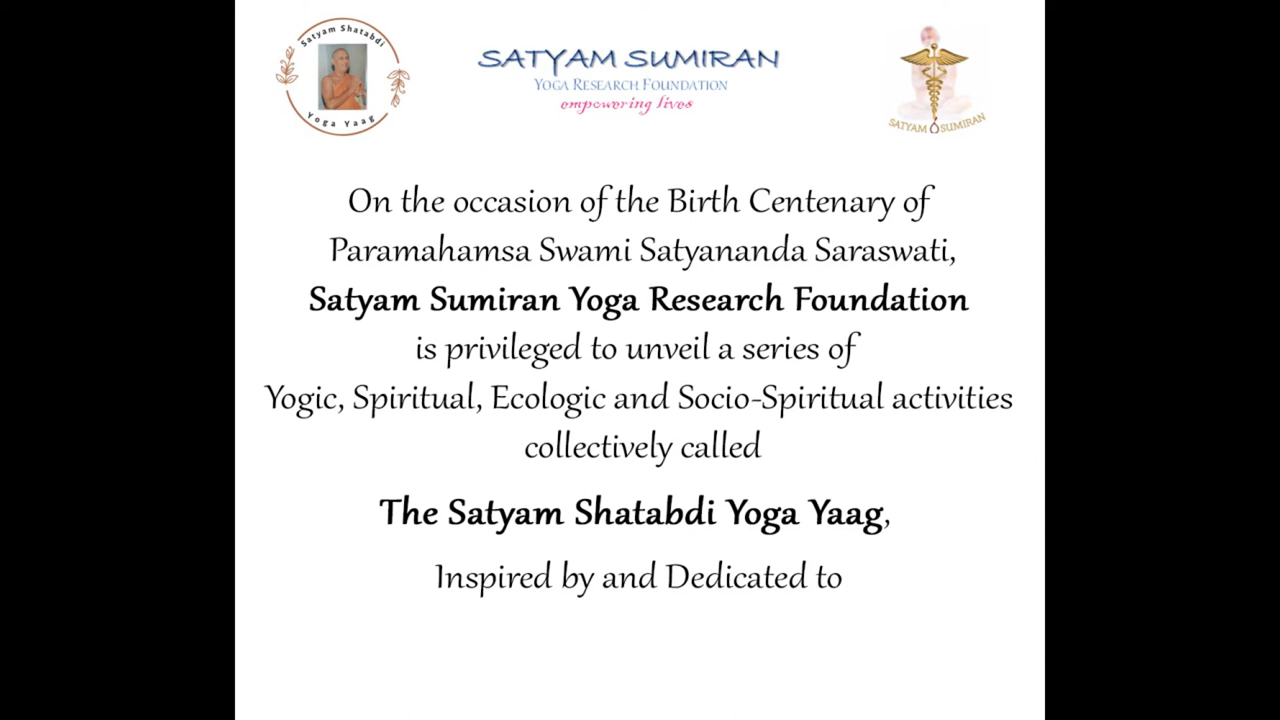 Satyam Shatabdi
Yoga Yaag
SATYAM SUMIRAN
YOGA RESEARCH FOUNDATION
empowering lives
SATYAM SUMIRAN
On the occasion of the Birth Centenary of
Paramahamsa Swami Satyananda Saraswati,
Satyam Sumiran Yoga Research Foundation
is privileged to unveil a series of
Yogic, Spiritual, Ecologic and Socio-Spiritual activities
collectively called
The Satyam Shatabdi Yoga Yaag,
Inspired by and Dedicated to